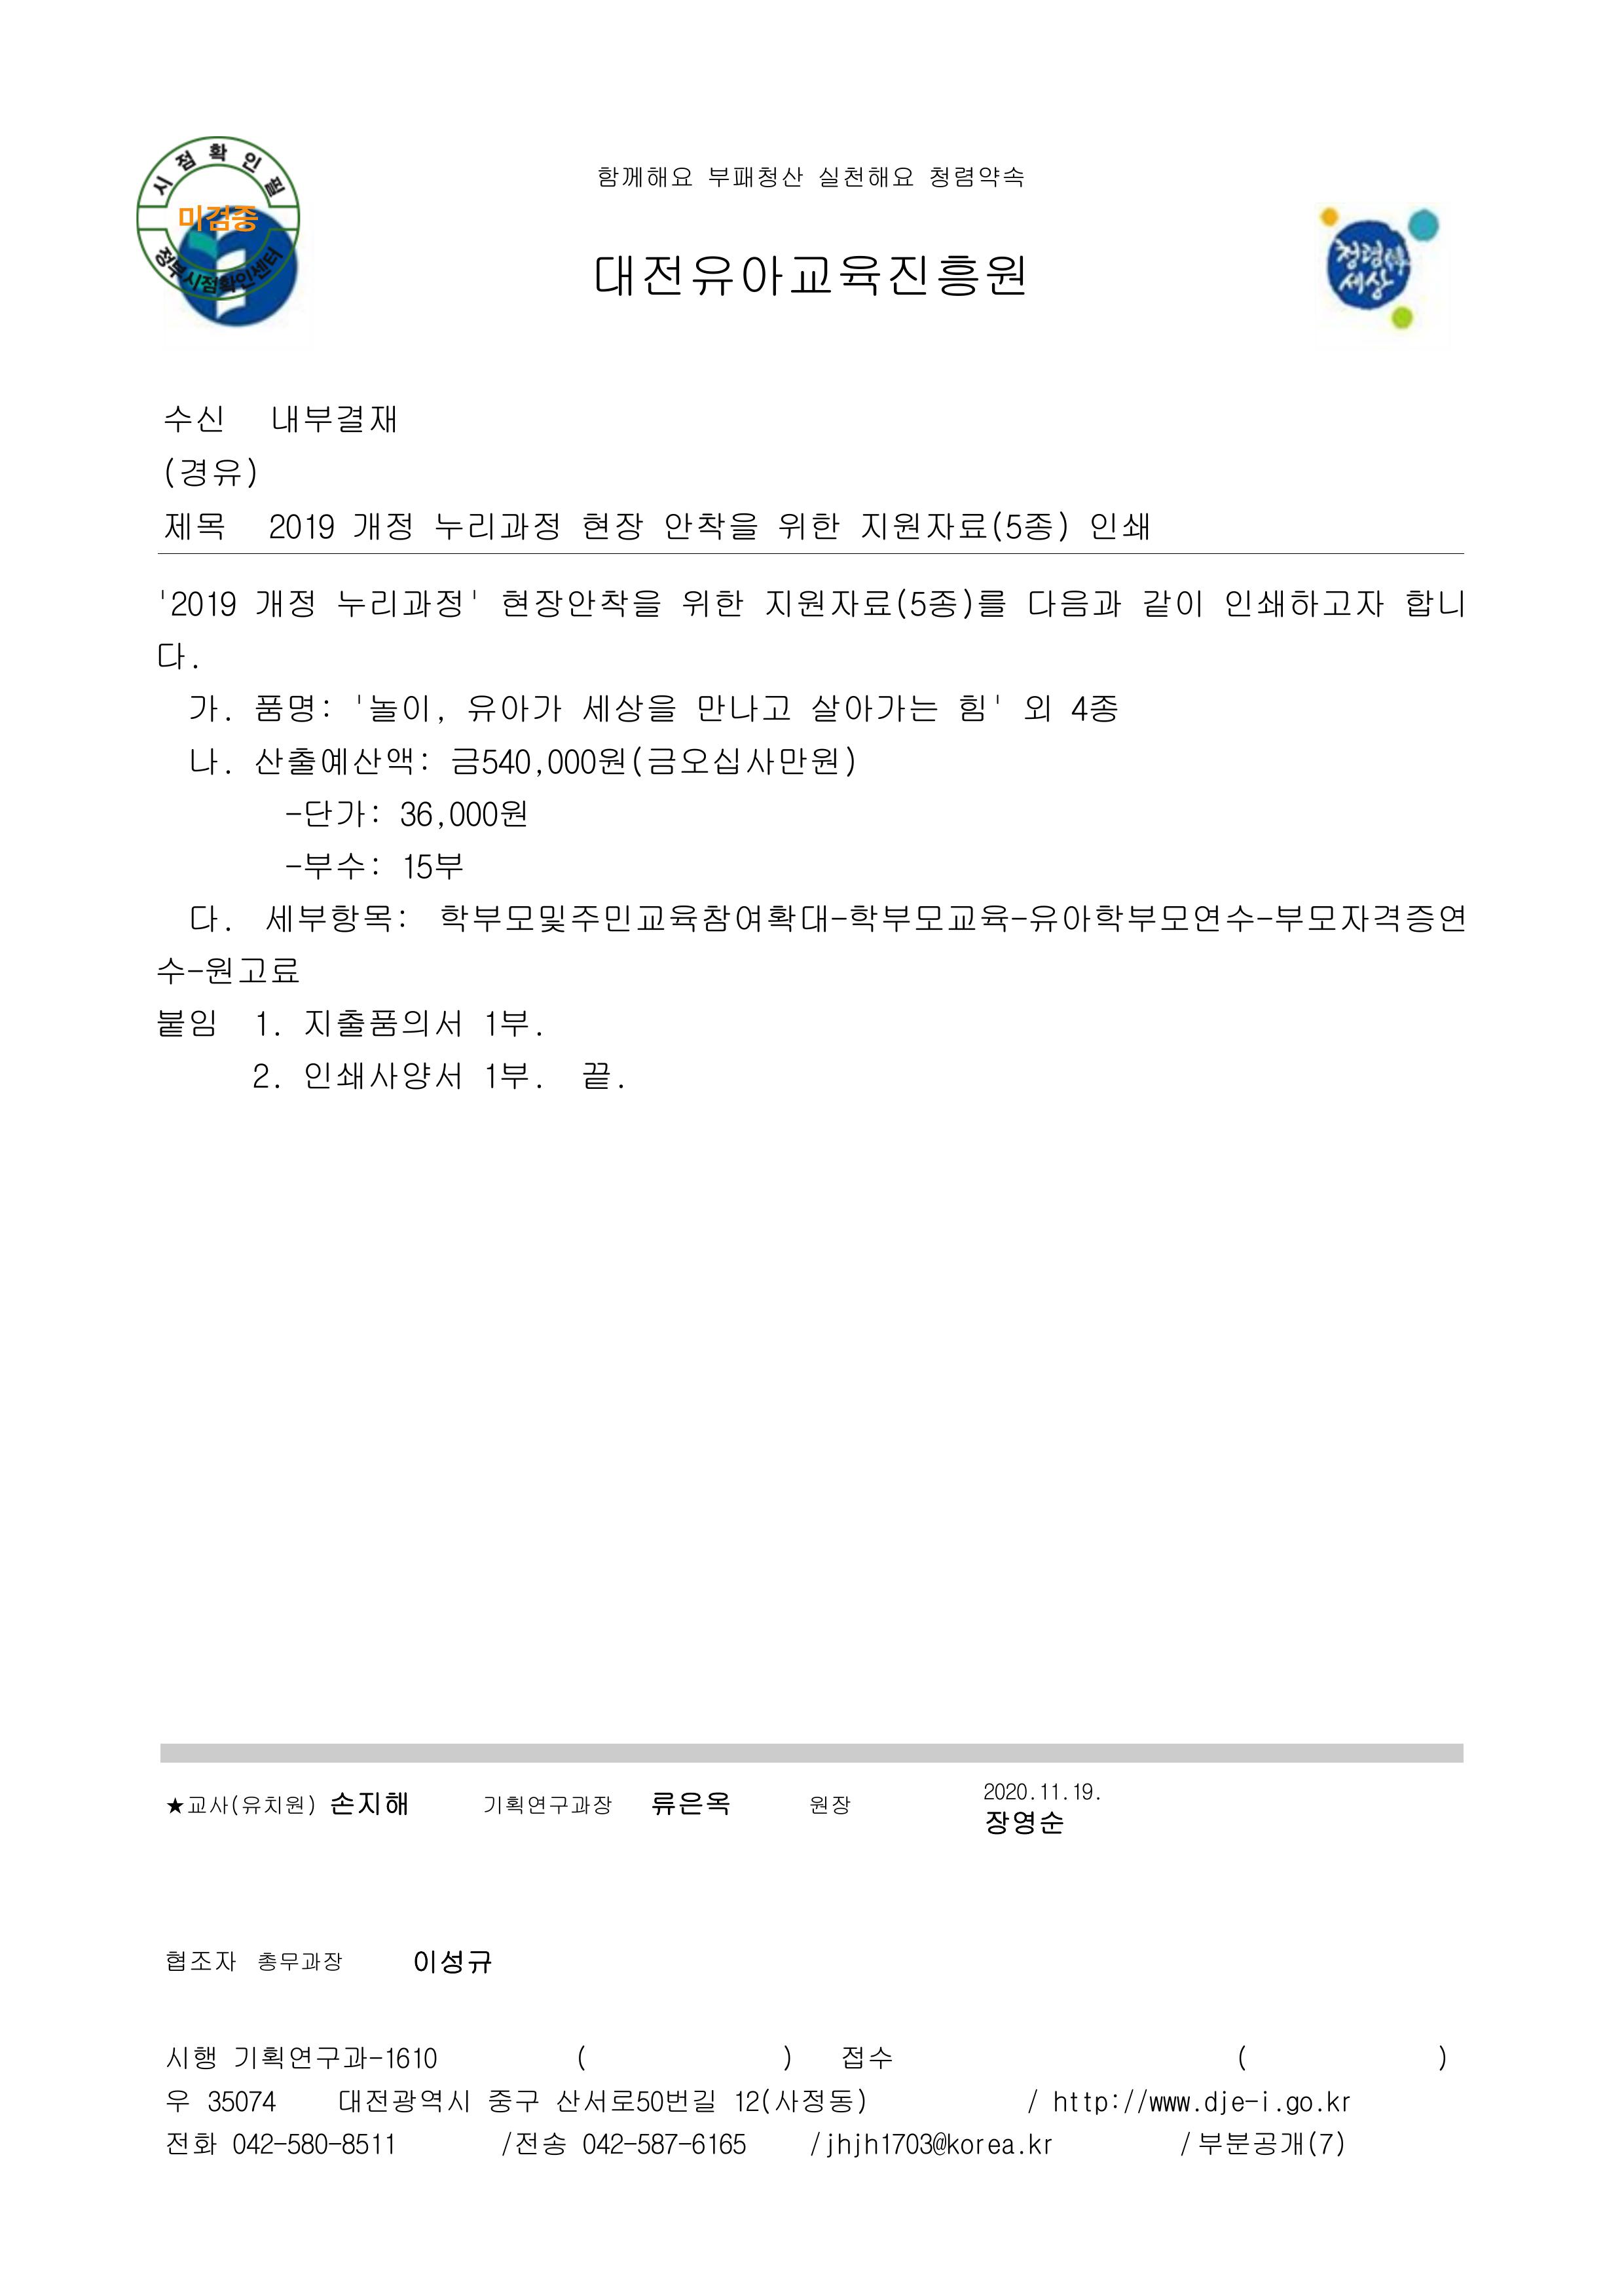 시점확인필
미검증
정부시점확인센터
함께해요 부패청산 실천해요 청렴약속
대전유아교육진흥원
청렴
세상
수신 내부결재
(경유)
제목 2019 개정 누리과정 현장 안착을 위한 지원자료(5종) 인쇄
'2019 개정 누리과정' 현장안착을 위한 지원자료(5종)를 다음과 같이 인쇄하고자 합니
다.
가. 품명: '놀이, 유아가 세상을 만나고 살아가는 힘' 외 4종
나. 산출예산액: 금540,000원(금오십사만원)
-단가: 36,000원
-부수: 15부
다. 세부항목: 학부모및주민교육참여확대-학부모교육-유아학부모연수-부모자격증연
수-원고료
붙임 1. 지출품의서 1부.
2. 인쇄사양서 1부. 끝.
★교사(유치원) 손지해 기획연구과장 류은옥 원장 2020.11.19.
장영순
협조자 총무과장 이성규
시행 기획연구과-1610 ( ) 접수 ( )
우 35074 대전광역시 중구 산서로50번길 12(사정동) / http://www.dje-i.go.kr
전화 042-580-8511 /전송 042-587-6165 /jhjh1703@korea.kr /부분공개(7)